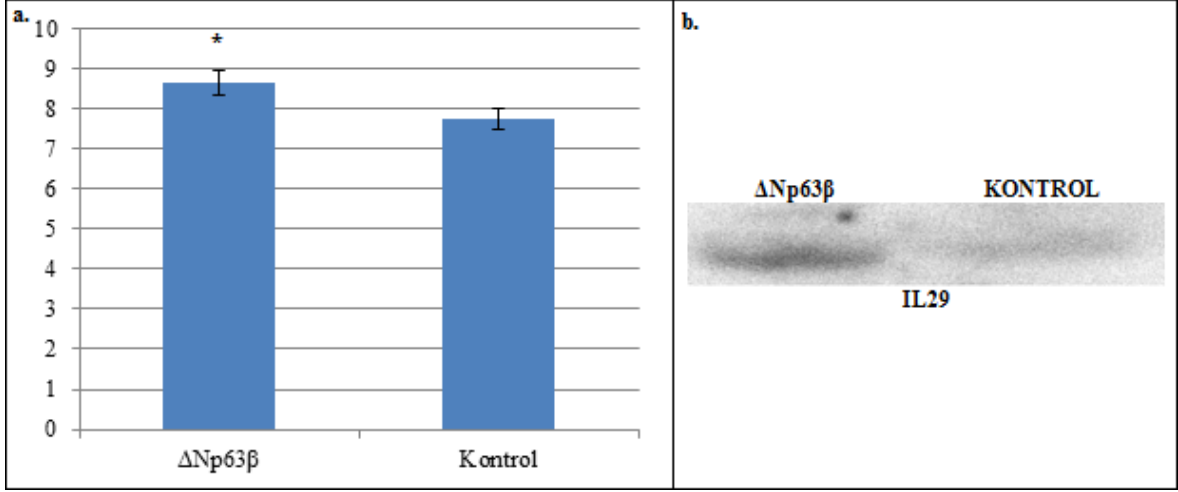 a.
10
9
8
7
6
5
4
3
2
1
0
*
ΔNp63β Kontrol
b.
ΔNp63β KONTROL
IL29